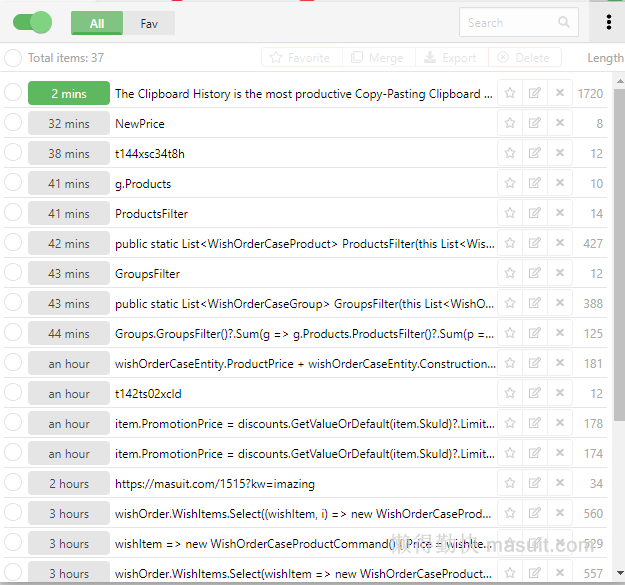 All Fav Search
Total items: 37 Favorite Merge Export Delete Length
2 mins The Clipboard History is the most productive Copy-Pasting Clipboard ... 1720
32 mins NewPrice 8
38 mins t144xsc34t8h 12
41 mins g.Products 10
41 mins ProductsFilter 14
42 mins public static List<WishOrderCaseProduct> ProductsFilter(this List<Wis... 427
43 mins GroupsFilter 12
43 mins public static List<WishOrderCaseGroup> GroupsFilter(this List<WishO... 388
44 mins Groups.GroupsFilter()?.Sum(g => g.Products.ProductsFilter()?.Sum(p =... 125
an hour wishOrderCaseEntity.ProductPrice + wishOrderCaseEntity.Construction... 181
an hour t142ts02xcld 12
an hour item.PromotionPrice = discounts.GetValueOrDefault(item.SkuId)?.Limit... 178
an hour item.PromotionPrice = discounts.GetValueOrDefault(item.SkuId)?.Limit... 174
2 hours https://masuit.com/1515?kw=imazing 34
3 hours wishOrder.WishItems.Select((wishItem, i) => new WishOrderCaseProd... 560
3 hours wishItem => new WishOrderCaseProductCommand() { Price = wishIte... 529
懒得勤快 masuit.com
3 hours wishOrder.WishItems.Select(wishItem => new WishOrderCaseProduct... 557